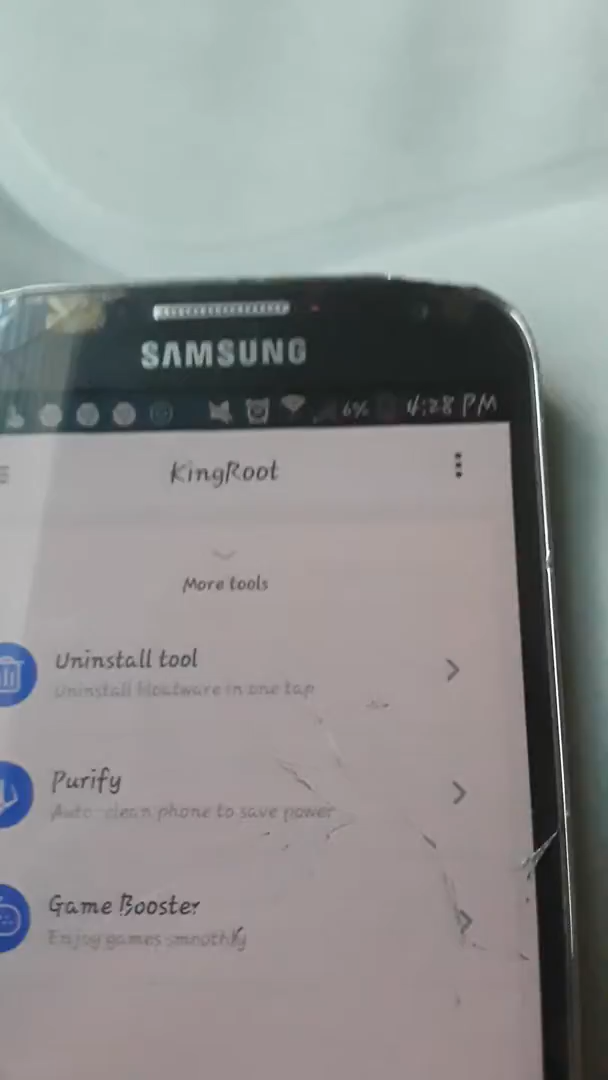 SAMSUNG
6% 4:28 PM
KingRoot
More tools
Uninstall tool
Uninstall bloatware in one tap
Purify
Auto-clean phone to save power
Game Booster
Enjoy games smoothly